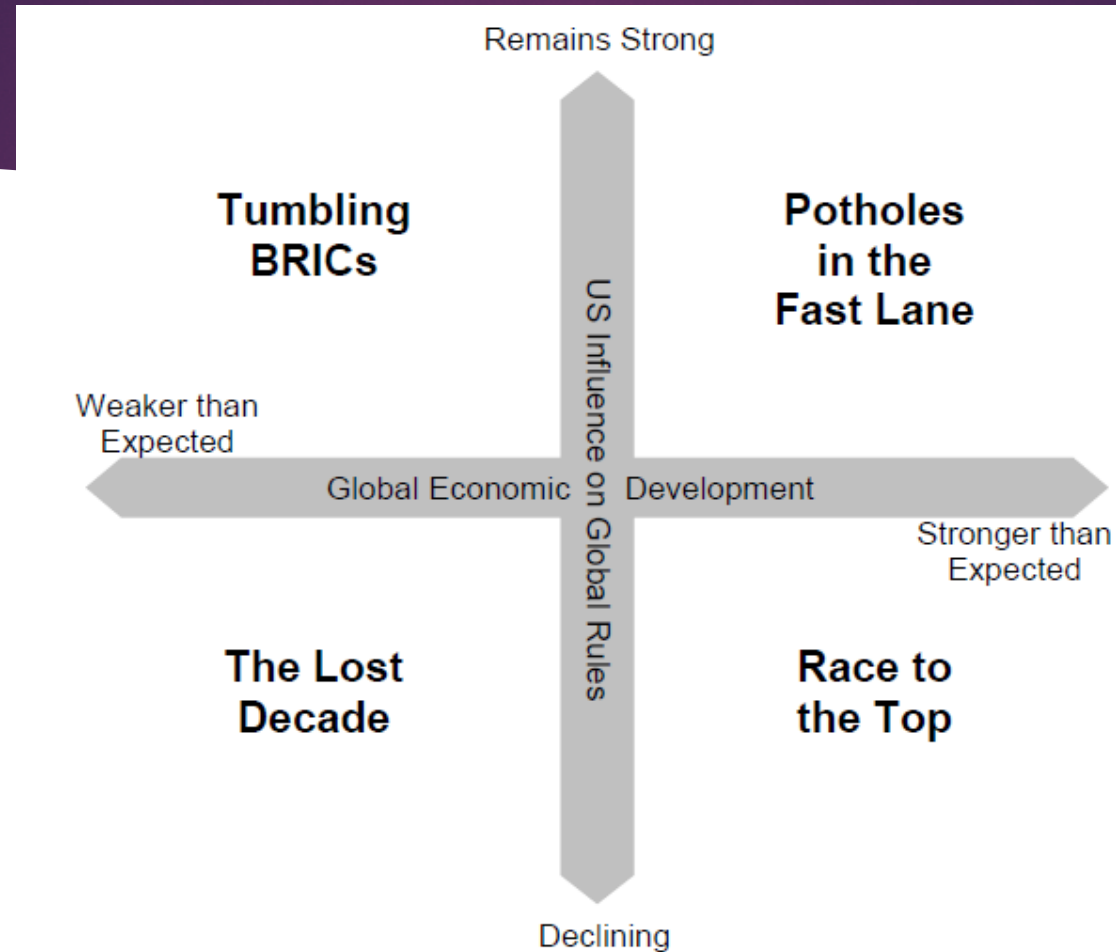 Remains Strong
Tumbling
BRICs
Potholes
in the
Fast Lane
US Influence on Global Rules
Weaker than
Expected
Global Economic Development
Stronger than
Expected
The Lost
Decade
Race to
the Top
Declining